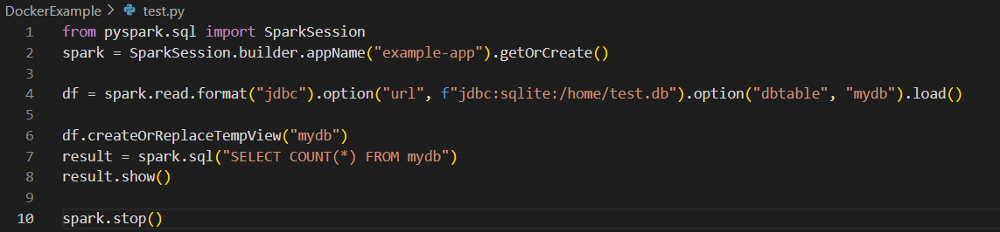 DockerExample > test.py
1 from pyspark.sql import SparkSession
2 spark = SparkSession.builder.appName("example-app").getOrCreate()
3
4 df = spark.read.format("jdbc").option("url", f"jdbc:sqlite:/home/test.db").option("dbtable", "mydb").load()
5
6 df.createOrReplaceTempView("mydb")
7 result = spark.sql("SELECT COUNT(*) FROM mydb")
8 result.show()
9
10 spark.stop()